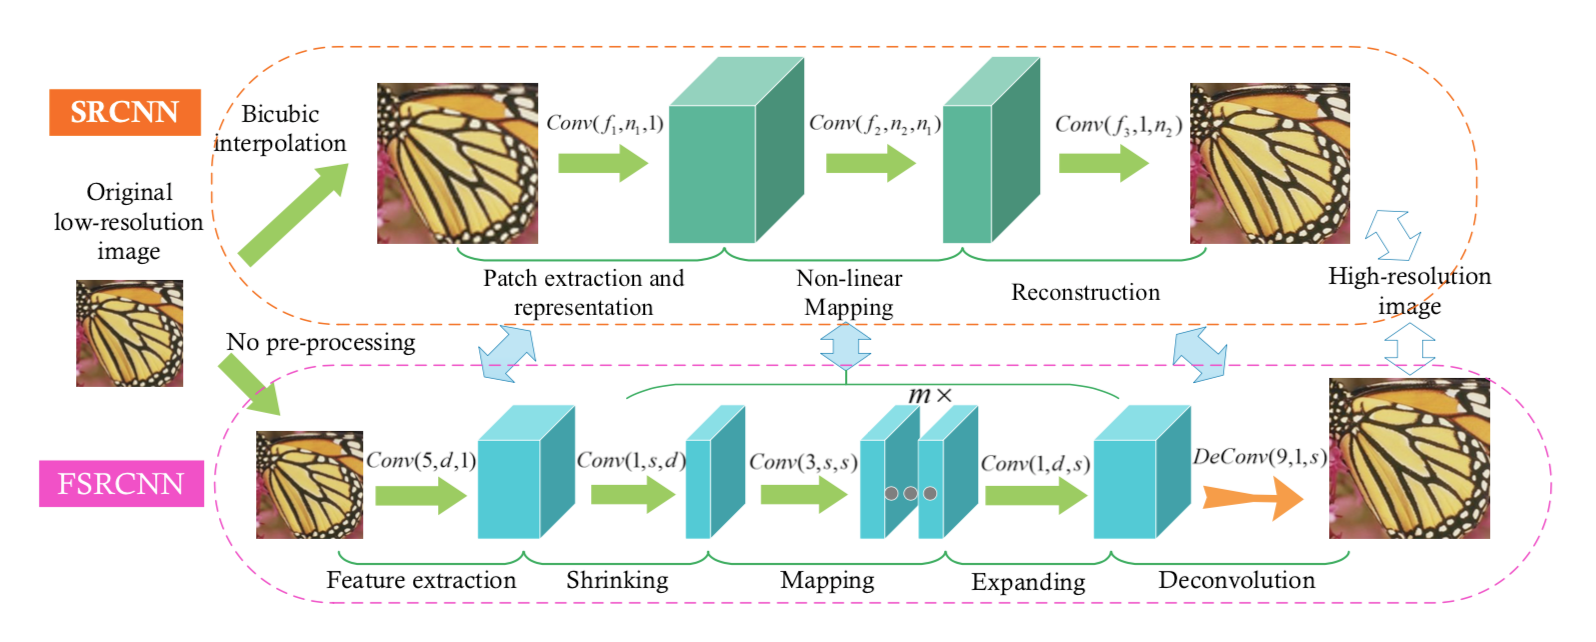 SRCNN
Bicubic
interpolation
Original
low-resolution
image
Conv(f₁,n₁,1)
Conv(f₂,n₂,n₁)
Conv(f₃,1,n₂)
Patch extraction and
representation
Non-linear
Mapping
Reconstruction
High-resolution
image
No pre-processing
FSRCNN
m×
Conv(5,d,1)
Conv(1,s,d)
Conv(3,s,s)
Conv(1,d,s)
DeConv(9,1,s)
Feature extraction
Shrinking
Mapping
Expanding
Deconvolution